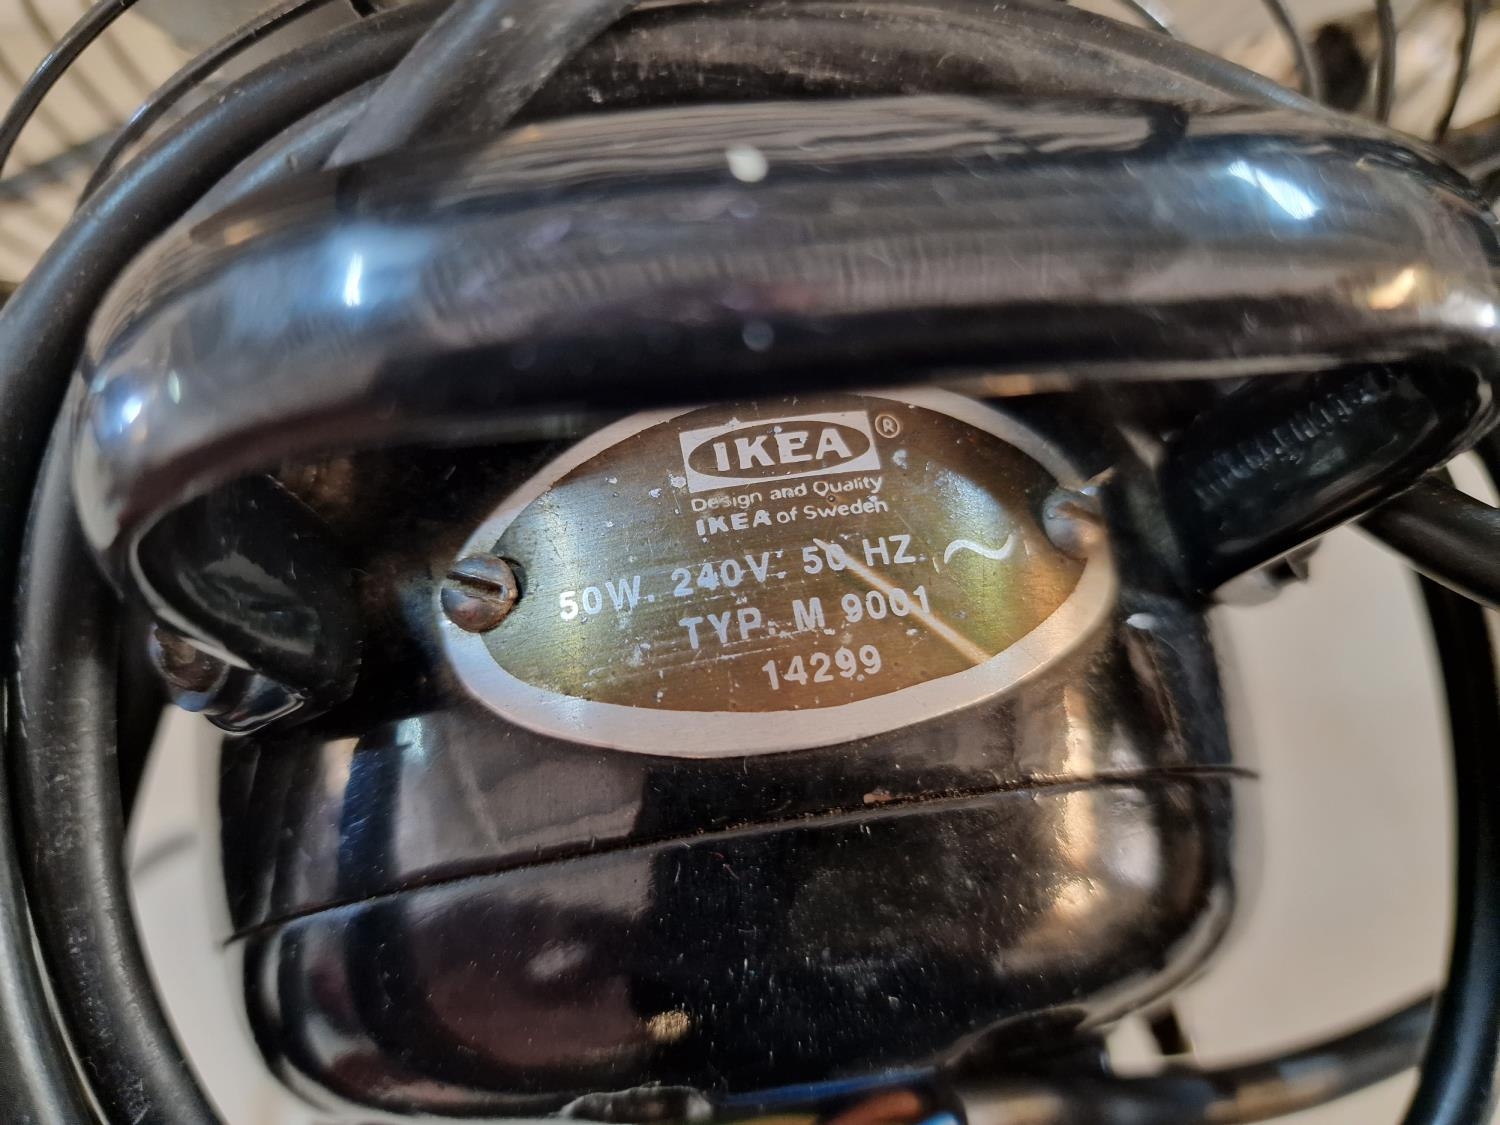 IKEA ®
Design and Quality
IKEA of Sweden
50W. 240V. 50 HZ. ~
TYP. M 9001
14299